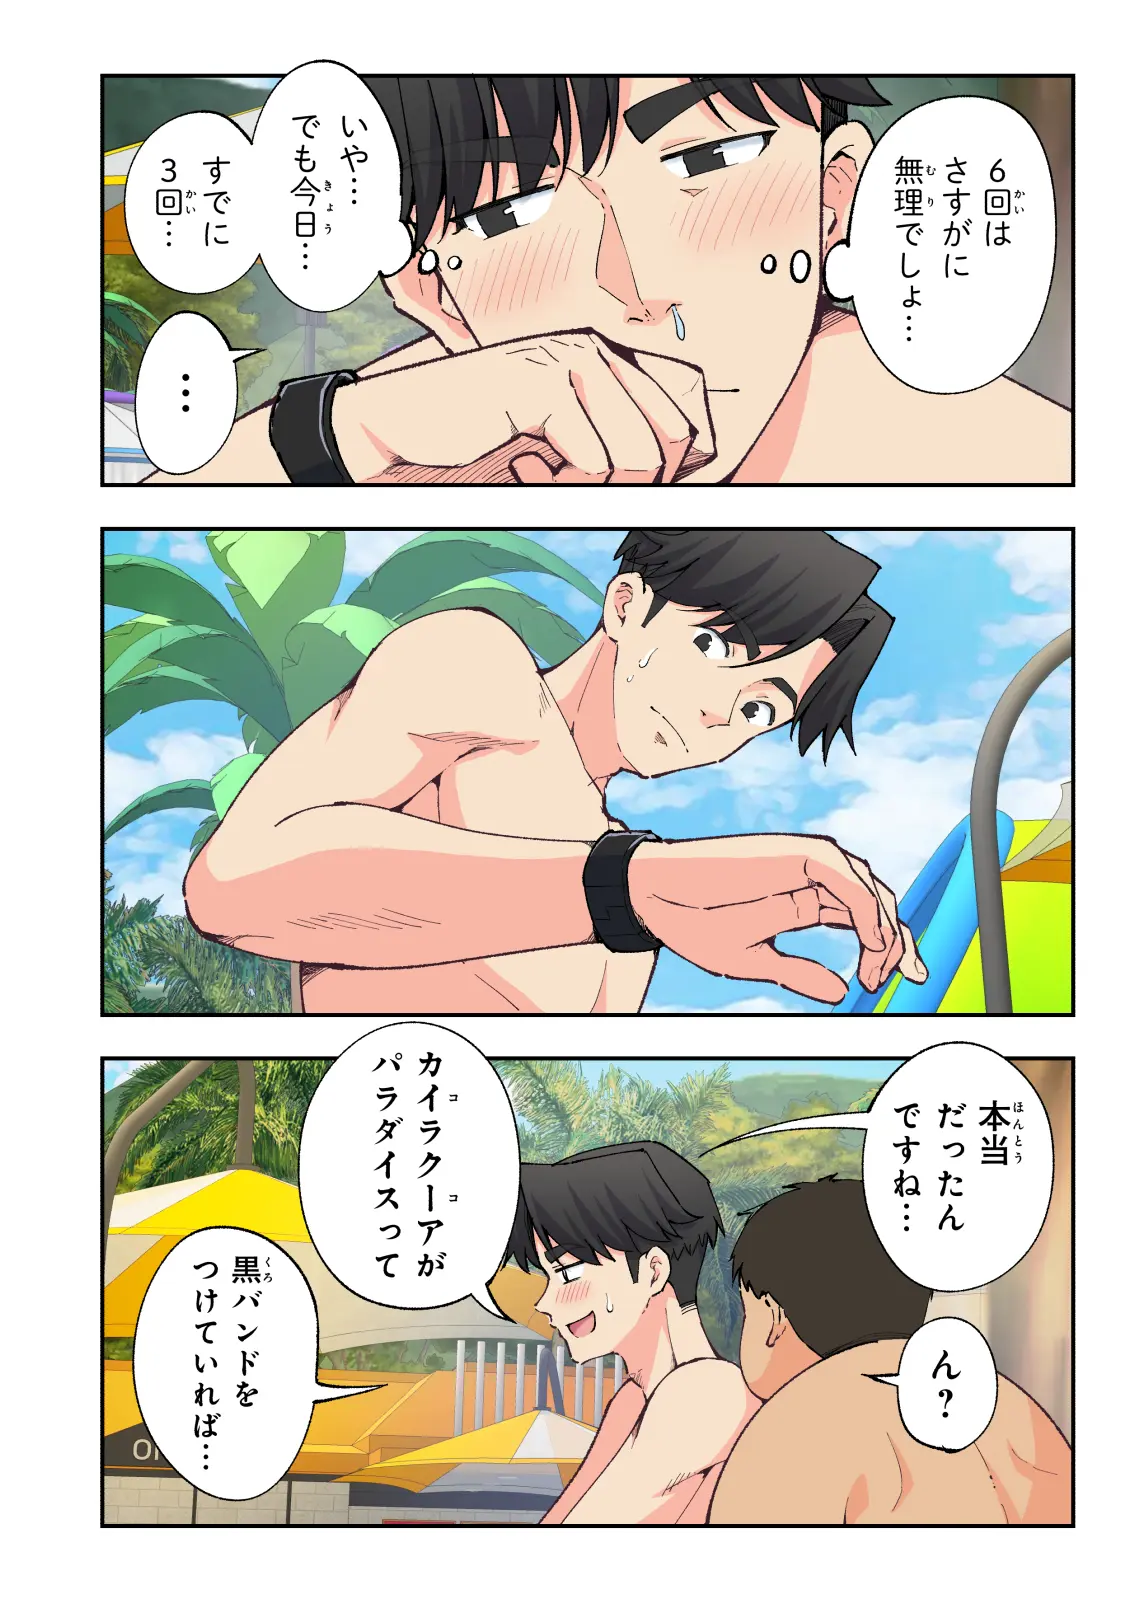 6回は
さすがに
無理でしょ…
いや…
でも今日…
すでに
3回…
…
本当
だったん
ですね…
カイラクーアが
パラダイスって
黒バンドを
つけていれば…
ん?